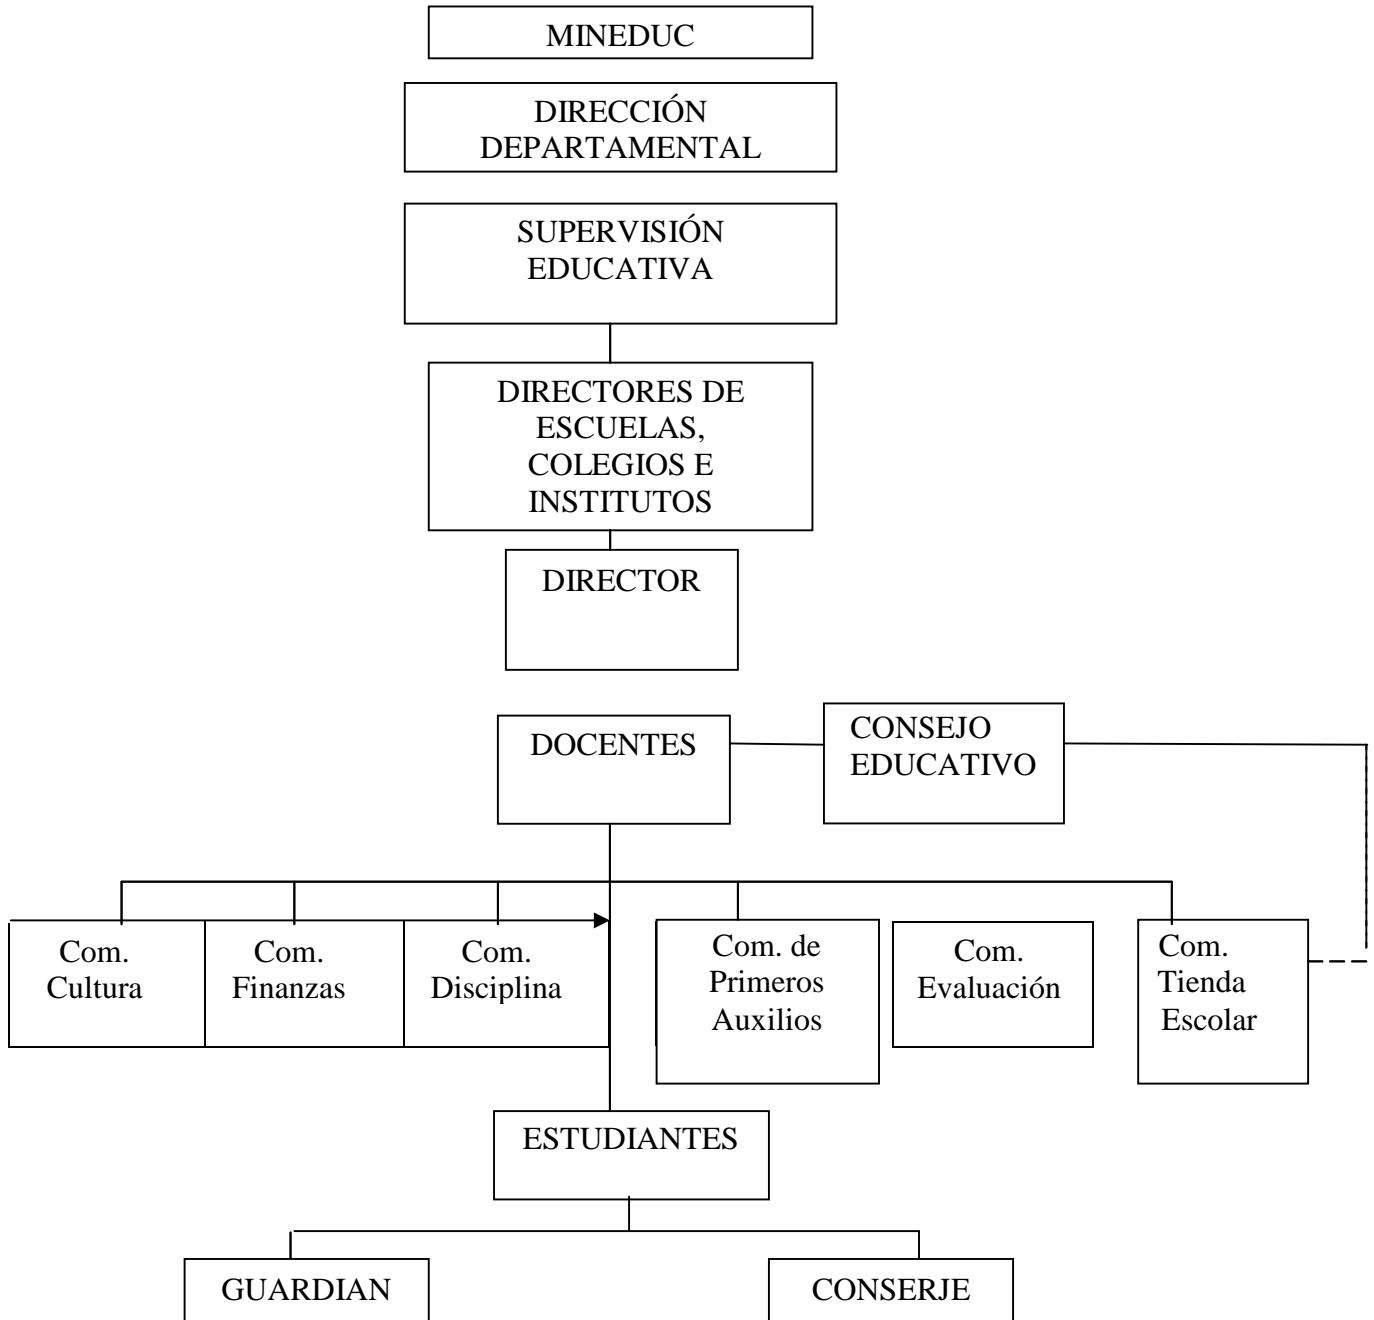 MINEDUC
DIRECCIÓN
DEPARTAMENTAL
SUPERVISIÓN
EDUCATIVA
DIRECTORES DE
ESCUELAS,
COLEGIOS E
INSTITUTOS
DIRECTOR
DOCENTES
CONSEJO
EDUCATIVO
Com.
Cultura
Com.
Finanzas
Com.
Disciplina
Com. de
Primeros
Auxilios
Com.
Evaluación
Com.
Tienda
Escolar
ESTUDIANTES
GUARDIAN
CONSERJE